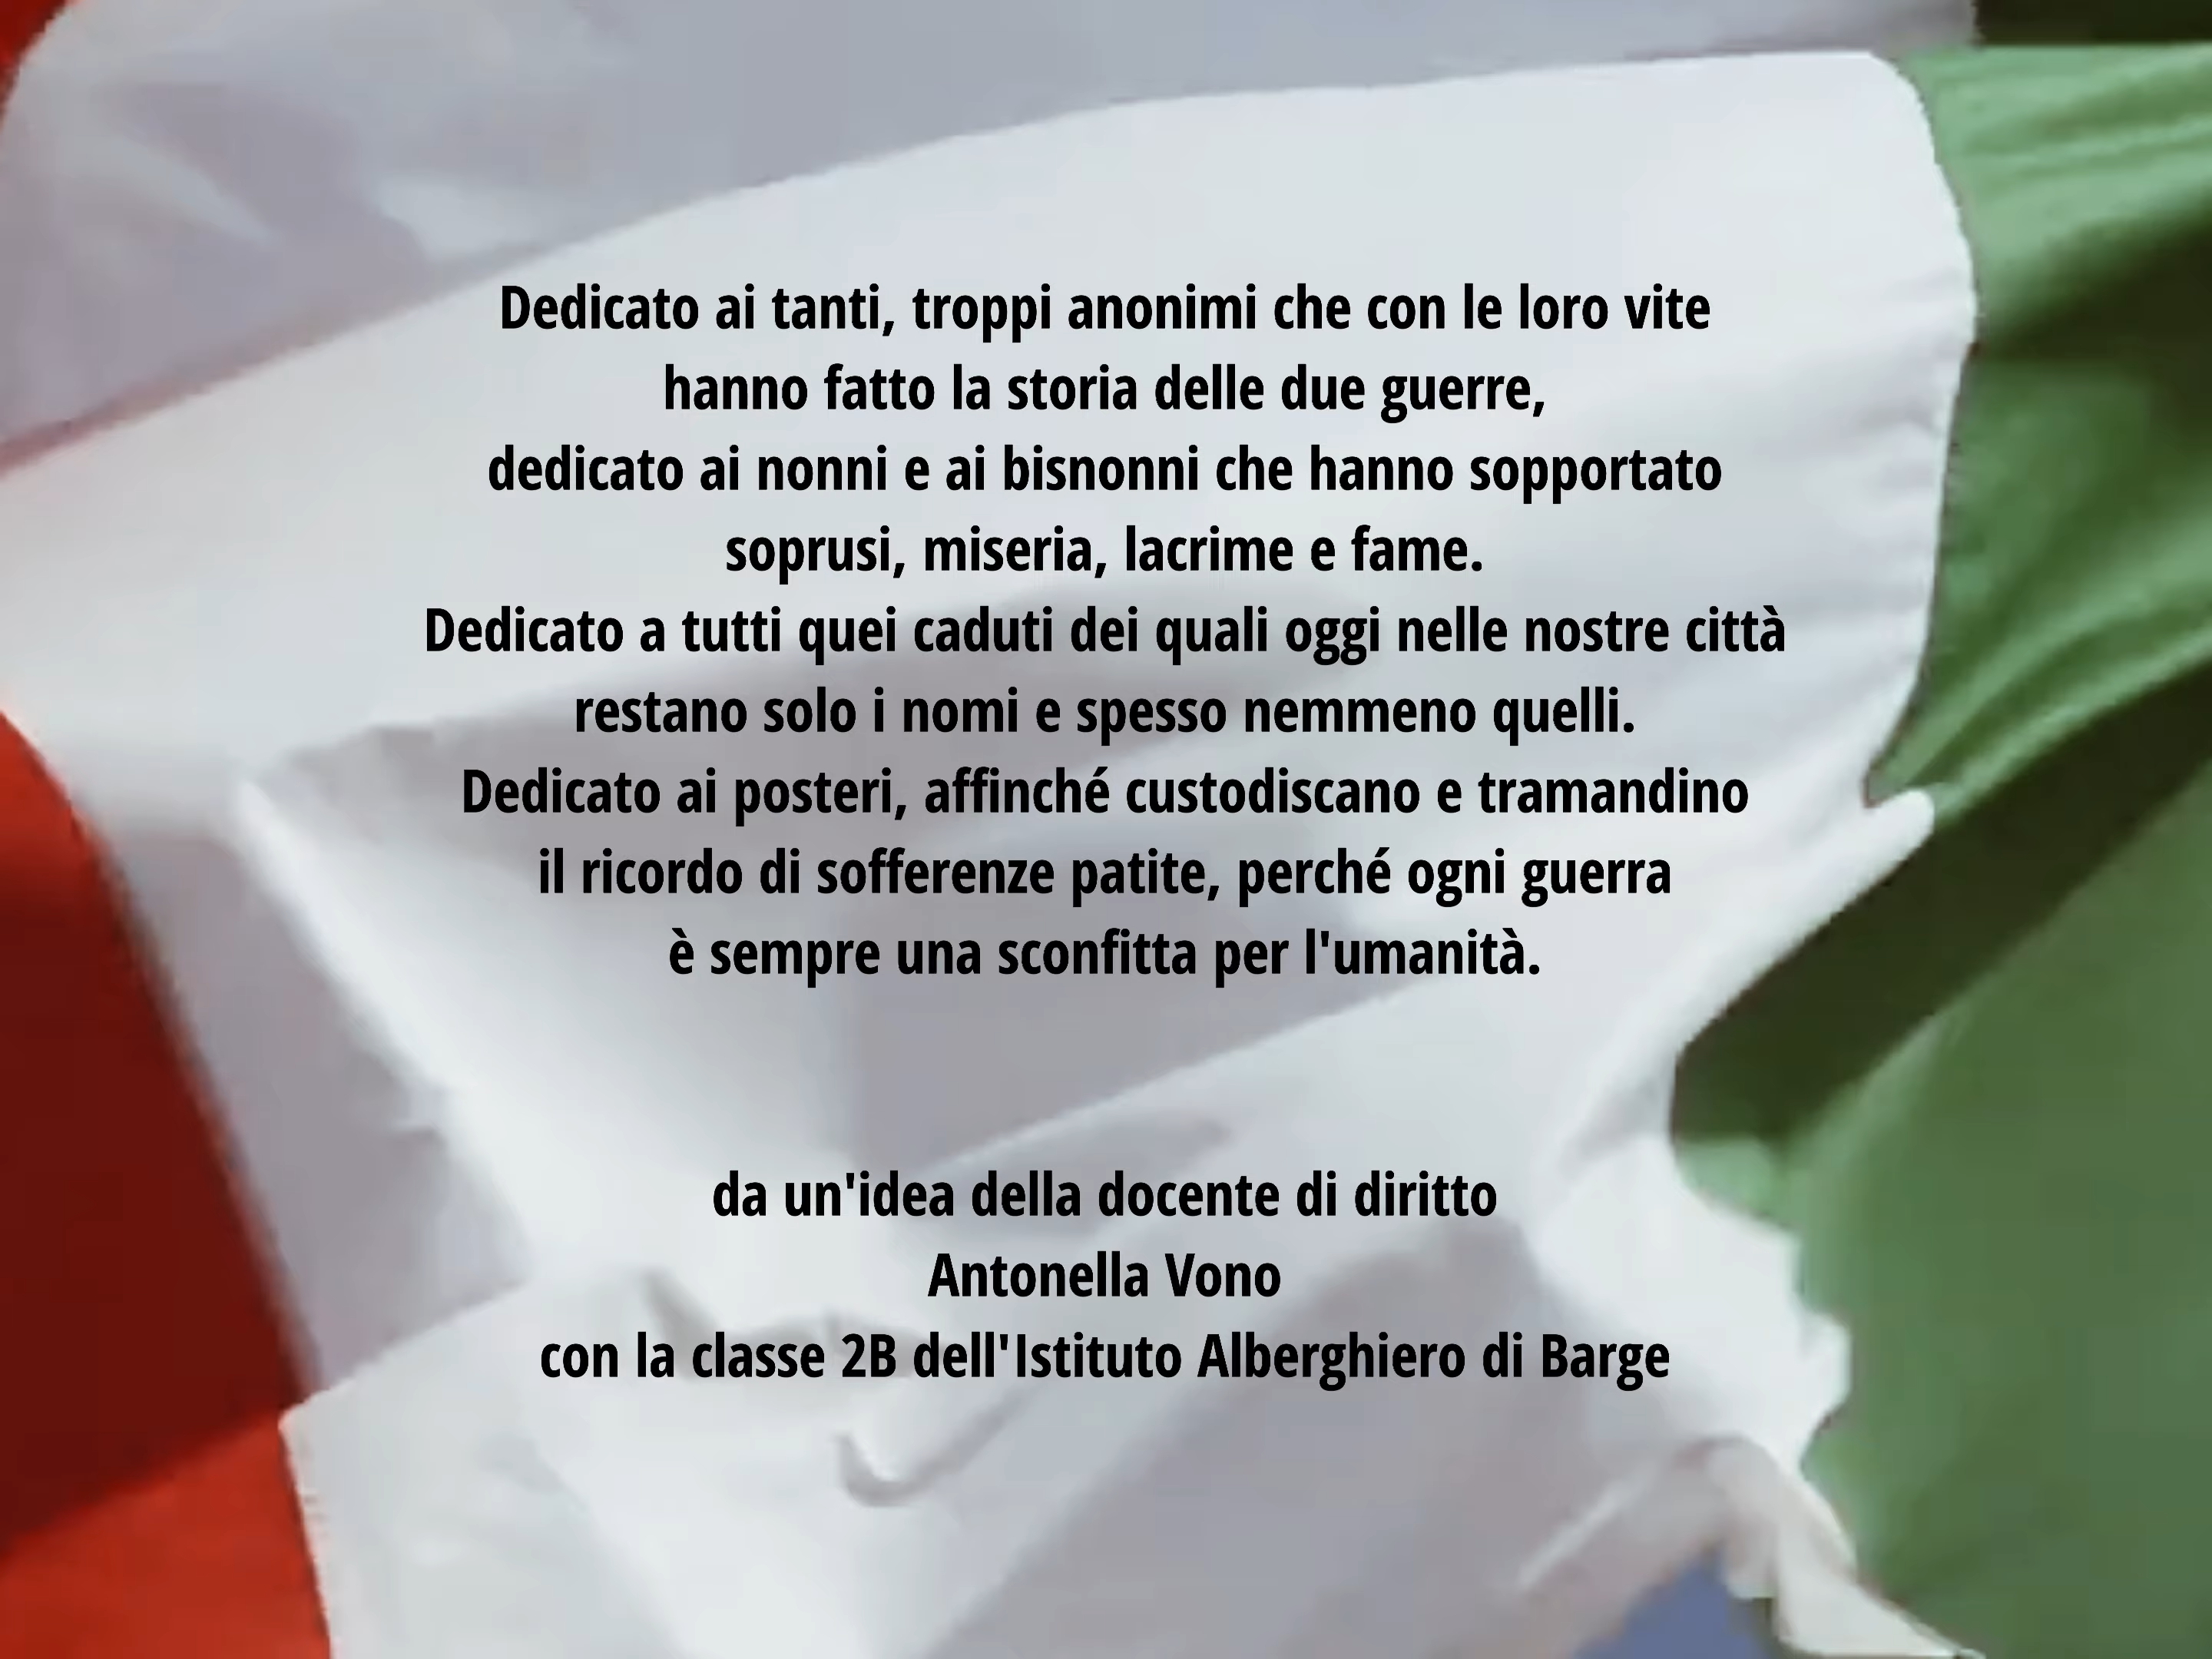 Dedicato ai tanti, troppi anonimi che con le loro vite
hanno fatto la storia delle due guerre,
dedicato ai nonni e ai bisnonni che hanno sopportato
soprusi, miseria, lacrime e fame.
Dedicato a tutti quei caduti dei quali oggi nelle nostre città
restano solo i nomi e spesso nemmeno quelli.
Dedicato ai posteri, affinché custodiscano e tramandino
il ricordo di sofferenze patite, perché ogni guerra
è sempre una sconfitta per l'umanità.
da un'idea della docente di diritto
Antonella Vono
con la classe 2B dell'Istituto Alberghiero di Barge